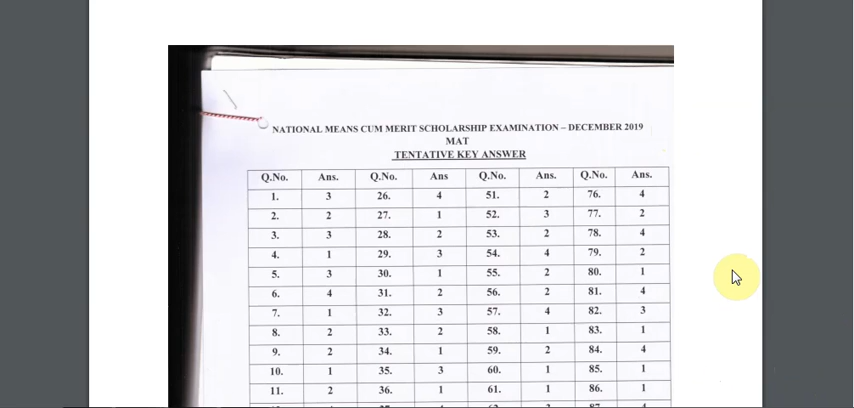 NATIONAL MEANS CUM MERIT SCHOLARSHIP EXAMINATION – DECEMBER 2019
MAT
TENTATIVE KEY ANSWER
Q.No. Ans. Q.No. Ans Q.No. Ans. Q.No. Ans.
1. 3 26. 4 51. 2 76. 4
2. 2 27. 1 52. 3 77. 2
3. 3 28. 2 53. 2 78. 4
4. 1 29. 3 54. 4 79. 2
5. 3 30. 1 55. 2 80. 1
6. 4 31. 2 56. 2 81. 4
7. 1 32. 3 57. 4 82. 3
8. 2 33. 2 58. 1 83. 1
9. 2 34. 1 59. 2 84. 4
10. 1 35. 3 60. 1 85. 1
11. 2 36. 1 61. 1 86. 1